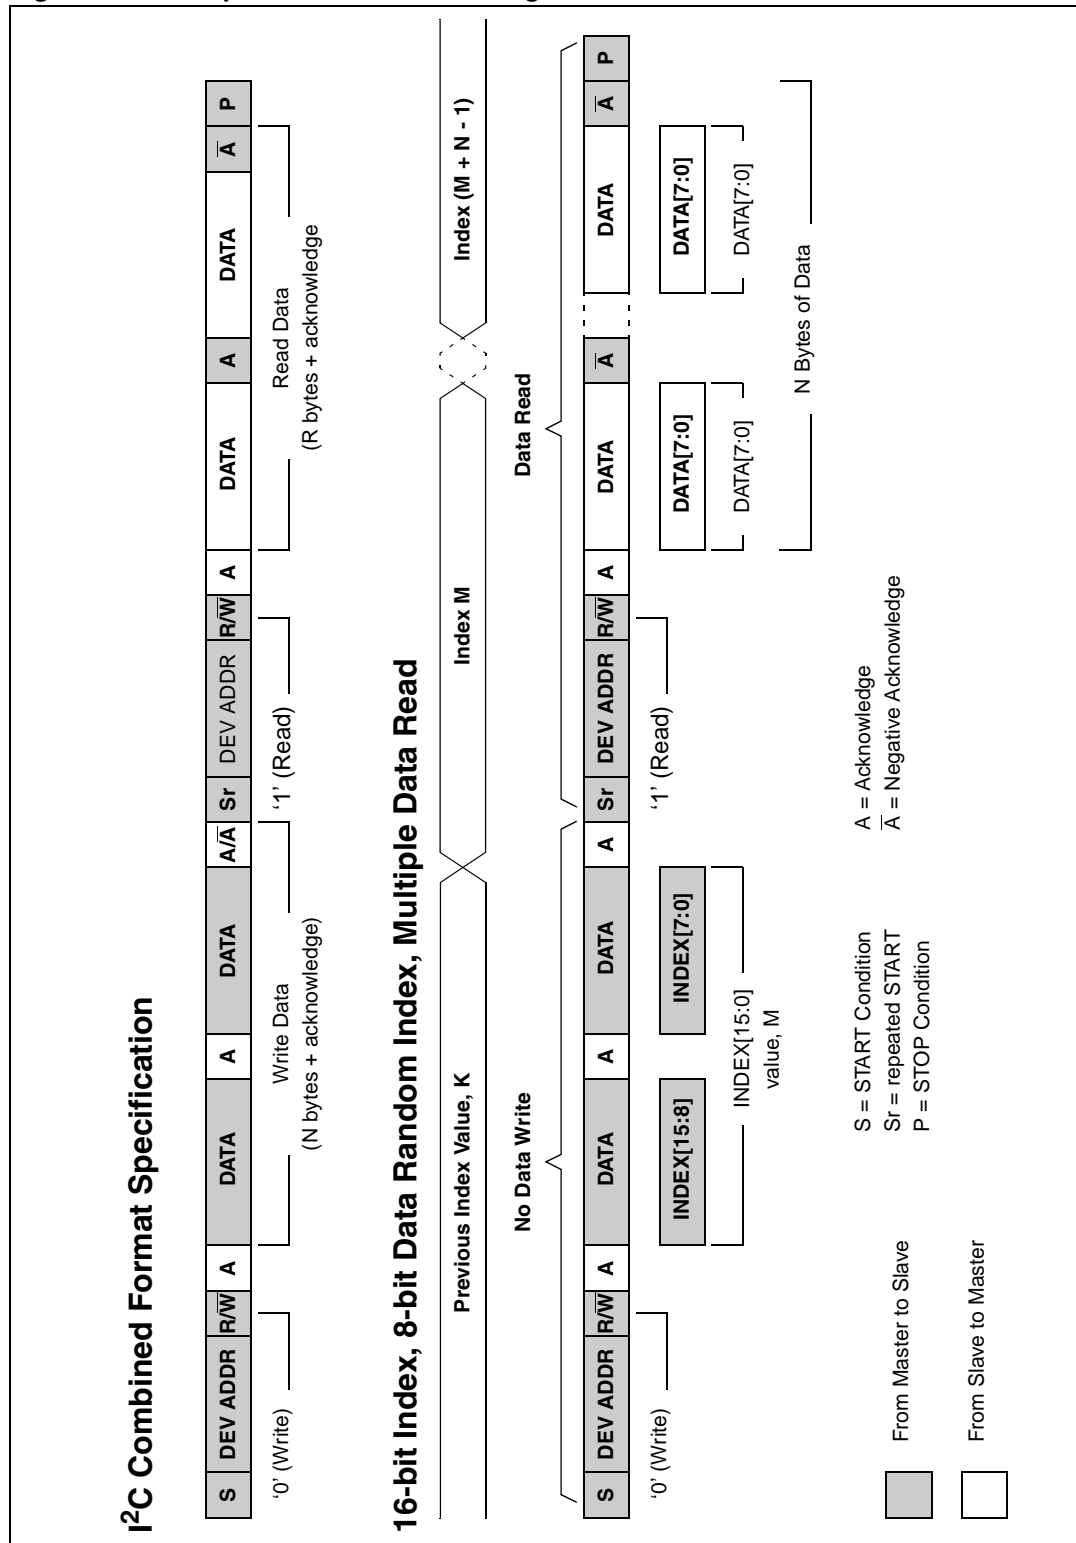 I²C Combined Format Specification
S DEV ADDR R/W̅ A DATA A DATA A/A̅ Sr DEV ADDR R/W̅ A DATA A DATA A̅ P
‘0’ (Write)
Write Data
(N bytes + acknowledge)
‘1’ (Read)
Read Data
(R bytes + acknowledge
16-bit Index, 8-bit Data Random Index, Multiple Data Read
Previous Index Value, K
Index M
Index (M + N - 1)
No Data Write
Data Read
S DEV ADDR R/W̅ A DATA A DATA A Sr DEV ADDR R/W̅ A DATA A̅ DATA A̅ P
‘0’ (Write)
INDEX[15:8]
INDEX[7:0]
INDEX[15:0]
value, M
‘1’ (Read)
DATA[7:0]
DATA[7:0]
DATA[7:0]
DATA[7:0]
N Bytes of Data
From Master to Slave
From Slave to Master
S = START Condition
Sr = repeated START
P = STOP Condition
A = Acknowledge
A̅ = Negative Acknowledge